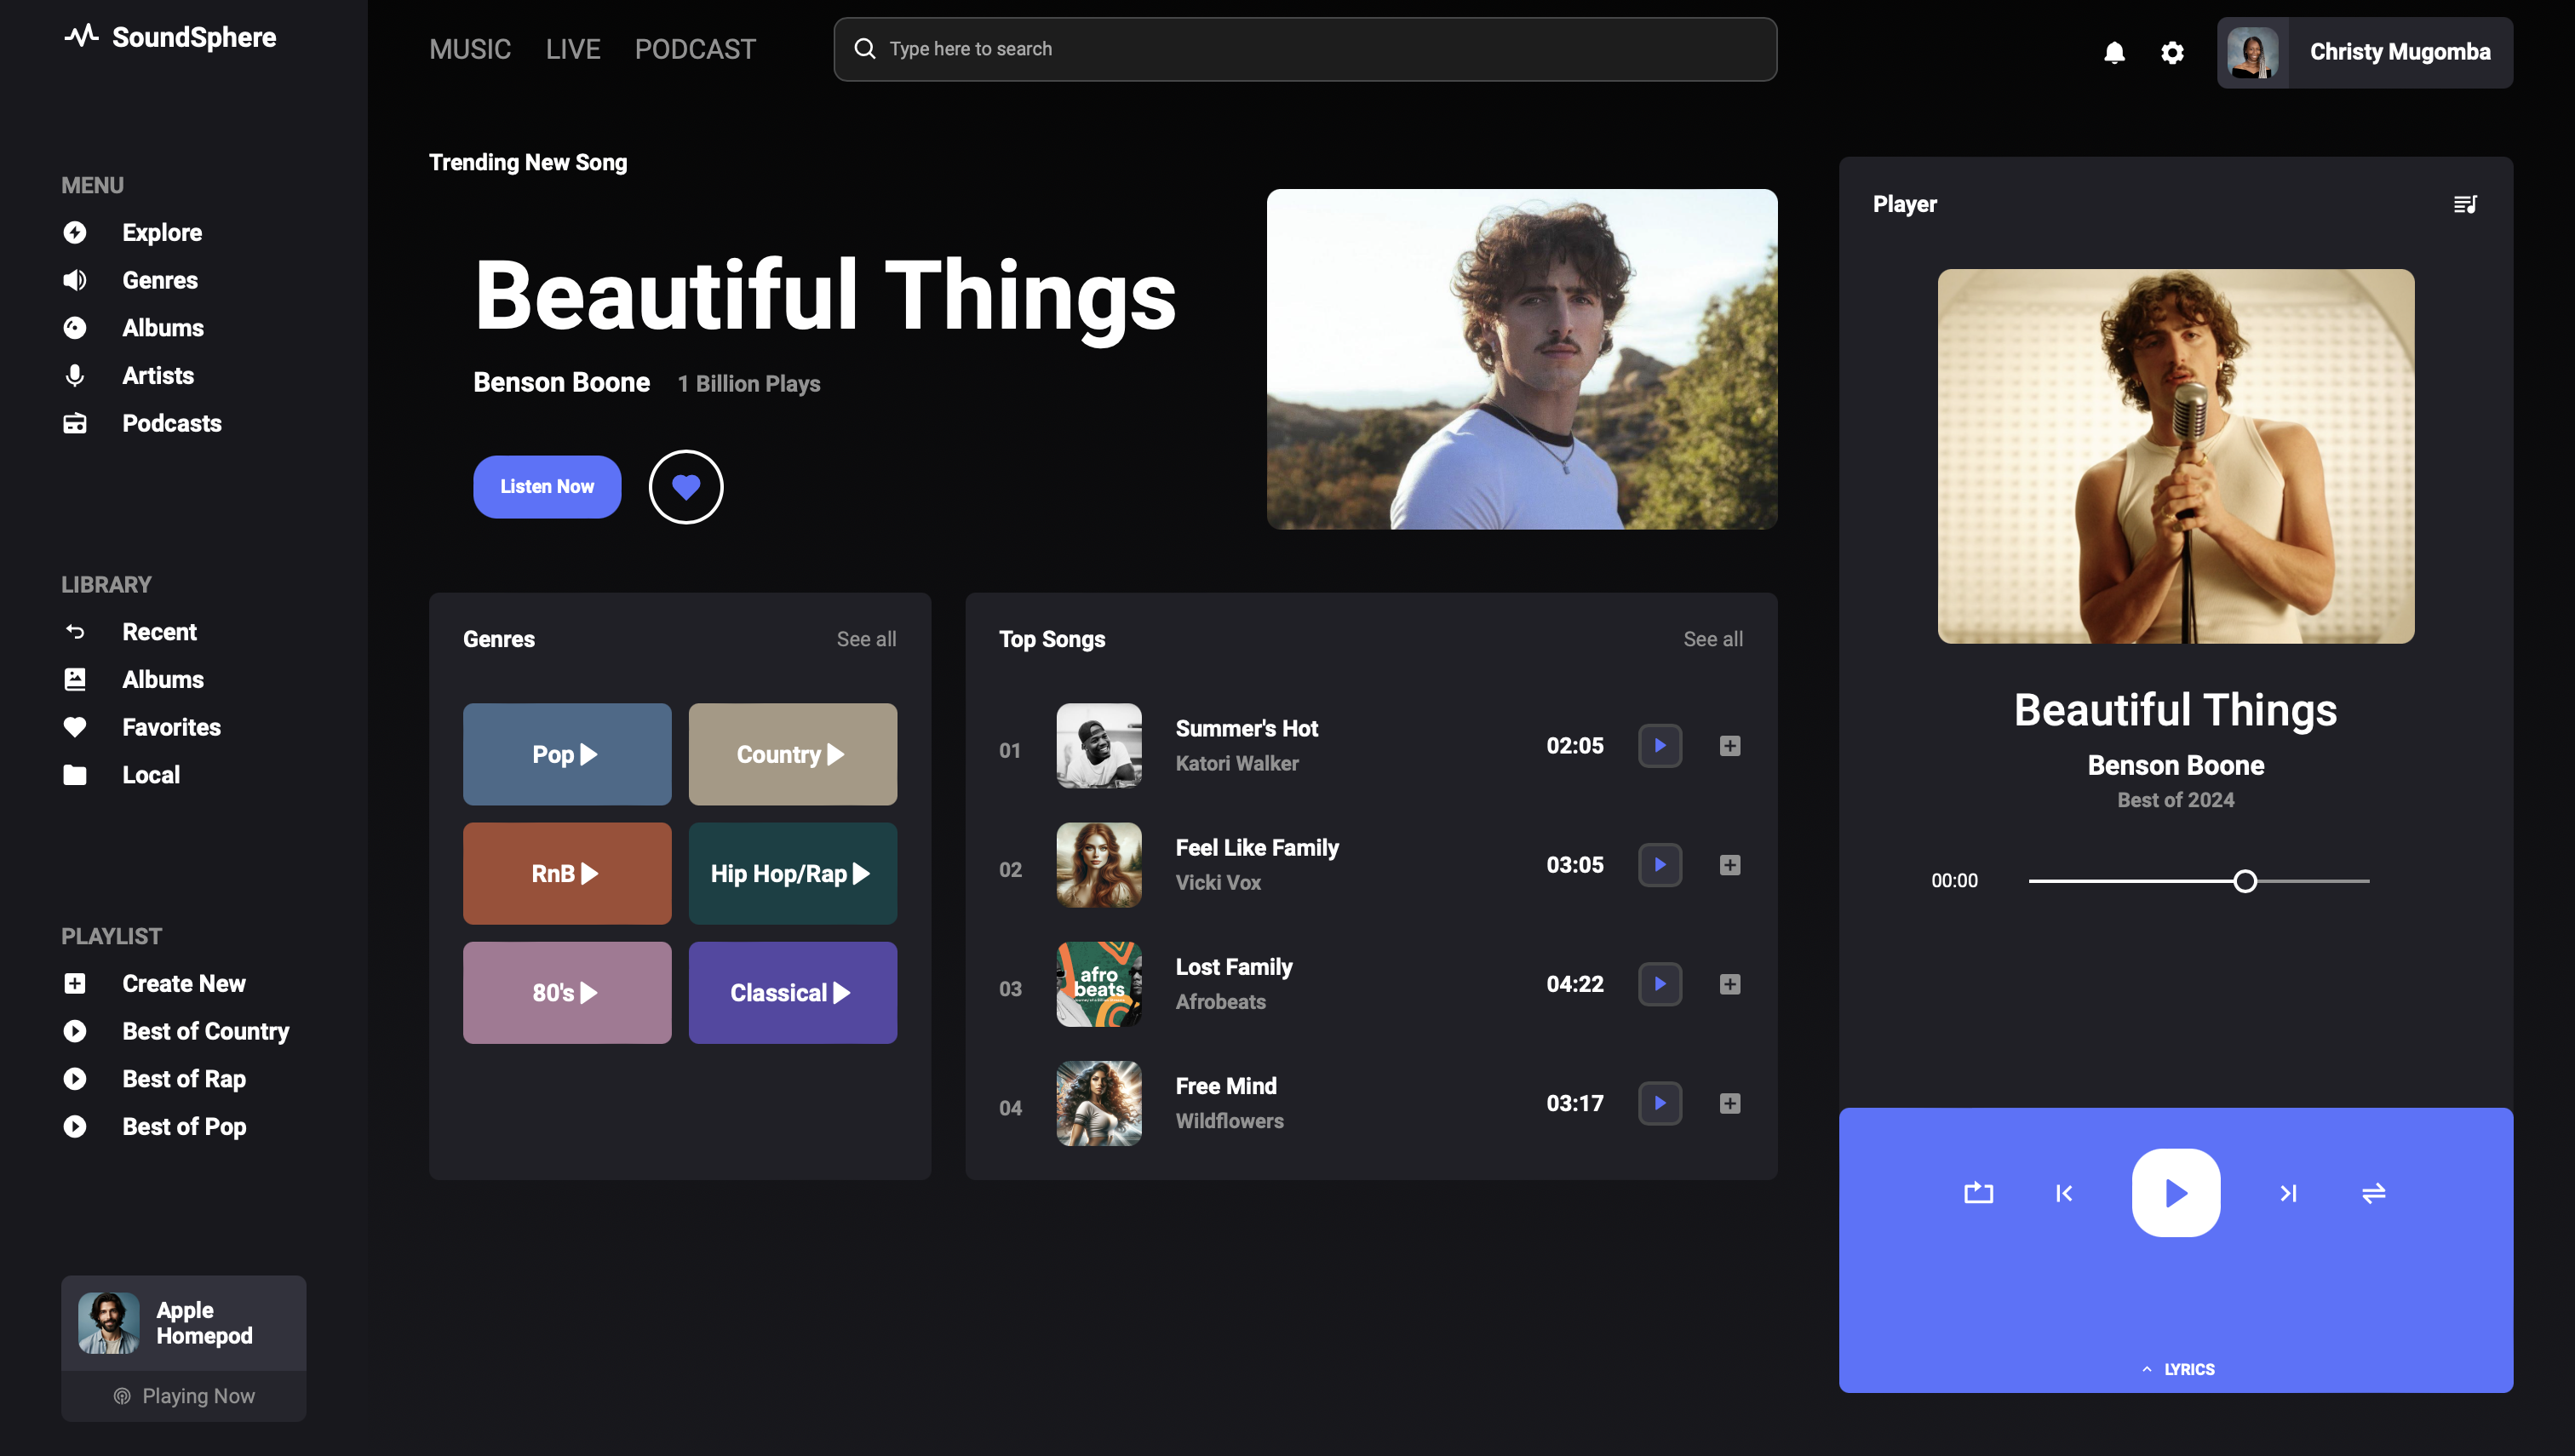 SoundSphere
MENU
Explore
Genres
Albums
Artists
Podcasts
LIBRARY
Recent
Albums
Favorites
Local
PLAYLIST
Create New
Best of Country
Best of Rap
Best of Pop
Apple
Homepod
Playing Now
MUSIC LIVE PODCAST
Type here to search
Christy Mugomba
Trending New Song
Beautiful Things
Benson Boone 1 Billion Plays
Listen Now
Genres See all
Pop
Country
RnB
Hip Hop/Rap
80's
Classical
Top Songs See all
01
Summer's Hot
Katori Walker
02:05
02
Feel Like Family
Vicki Vox
03:05
03
afro
beats
Lost Family
Afrobeats
04:22
04
Free Mind
Wildflowers
03:17
Player
Beautiful Things
Benson Boone
Best of 2024
00:00
LYRICS